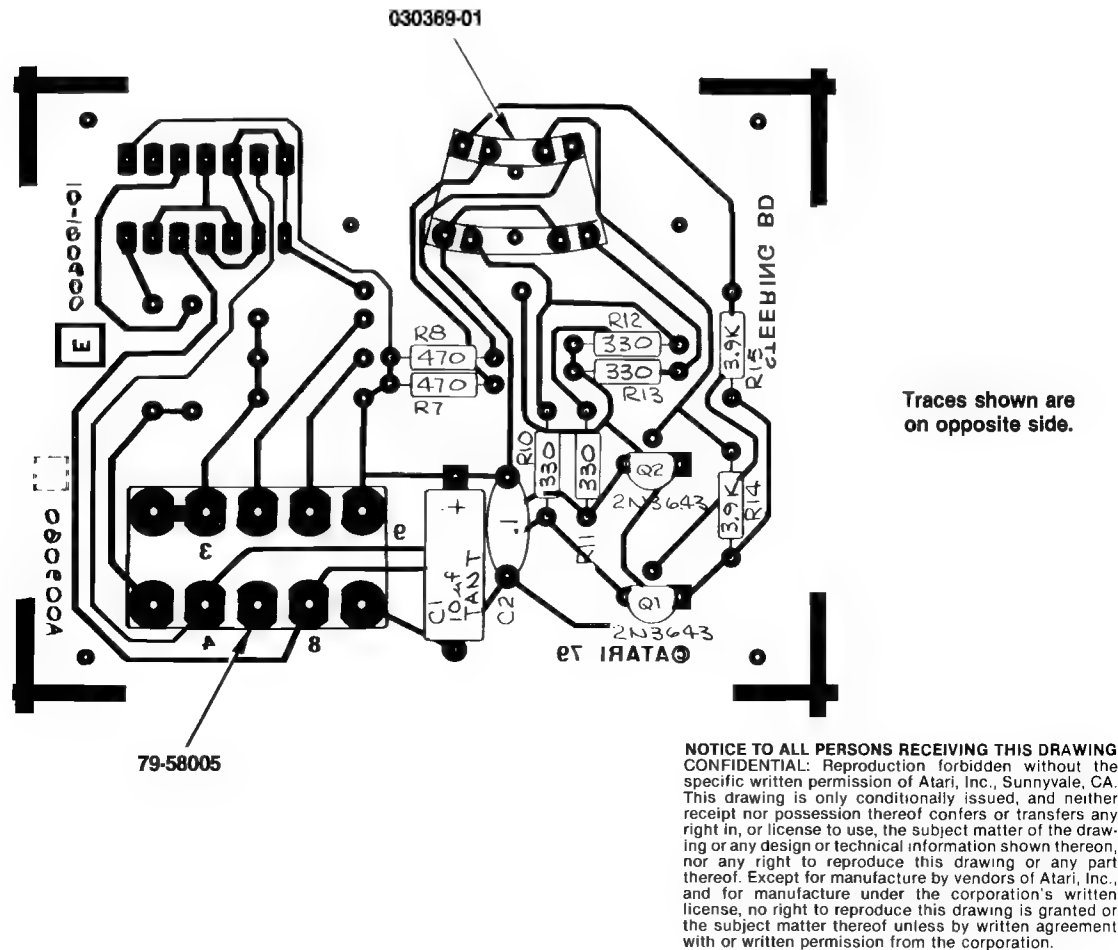 030369-01
006061-01
E
STEERING BD
R8
470
470
R7
R12
330
330
R13
3.9K
R15
R10
330
330
R11
Q2
2N3643
3.9K
R14
Q1
2N3643
+
C1
10µf
TANT
.1
C2
3
9
4
8
A006060
©ATARI 79
79-58005
Traces shown are
on opposite side.
NOTICE TO ALL PERSONS RECEIVING THIS DRAWING
CONFIDENTIAL: Reproduction forbidden without the
specific written permission of Atari, Inc., Sunnyvale, CA.
This drawing is only conditionally issued, and neither
receipt nor possession thereof confers or transfers any
right in, or license to use, the subject matter of the draw-
ing or any design or technical information shown thereon,
nor any right to reproduce this drawing or any part
thereof. Except for manufacture by vendors of Atari, Inc.,
and for manufacture under the corporation's written
license, no right to reproduce this drawing is granted or
the subject matter thereof unless by written agreement
with or written permission from the corporation.